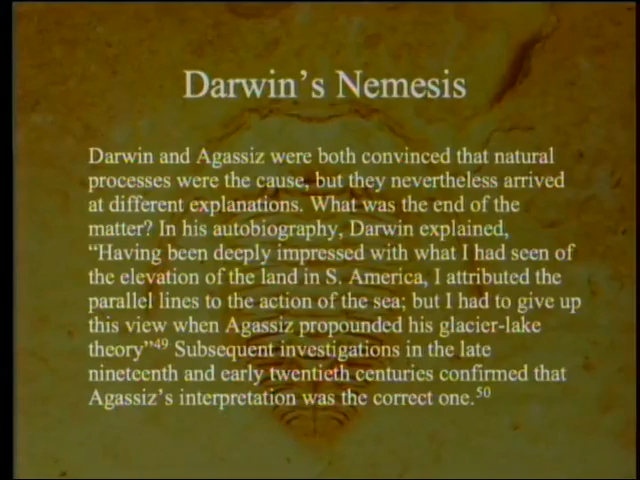 Darwin's Nemesis
Darwin and Agassiz were both convinced that natural
processes were the cause, but they nevertheless arrived
at different explanations. What was the end of the
matter? In his autobiography, Darwin explained,
“Having been deeply impressed with what I had seen of
the elevation of the land in S. America, I attributed the
parallel lines to the action of the sea; but I had to give up
this view when Agassiz propounded his glacier-lake
theory”49 Subsequent investigations in the late
nineteenth and early twentieth centuries confirmed that
Agassiz's interpretation was the correct one.50